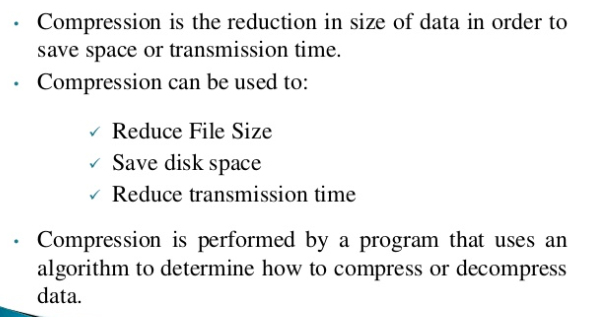 • Compression is the reduction in size of data in order to
save space or transmission time.
• Compression can be used to:
✓ Reduce File Size
✓ Save disk space
✓ Reduce transmission time
• Compression is performed by a program that uses an
algorithm to determine how to compress or decompress
data.